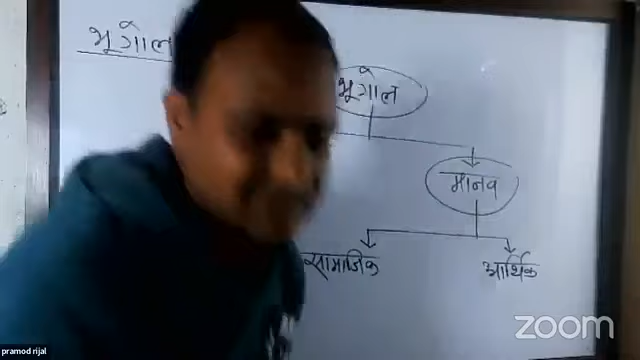 भूगोल
भूगोल
मानव
सामाजिक
आर्थिक
zoom
pramod rijal